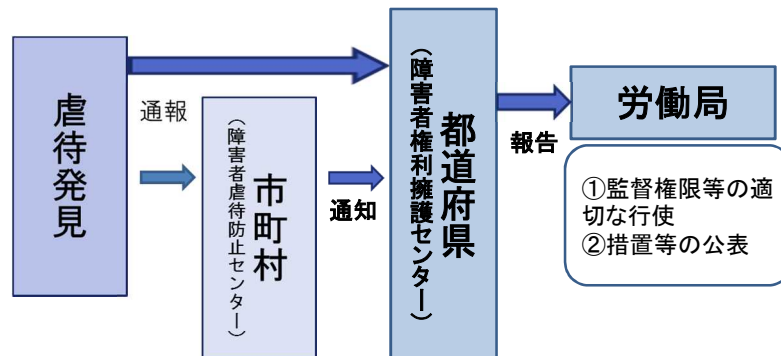 虐待発見
通報
市町村
（障害者虐待防止センター）
通知
都道府県
（障害者権利擁護センター）
報告
労働局
①監督権限等の適
切な行使
②措置等の公表